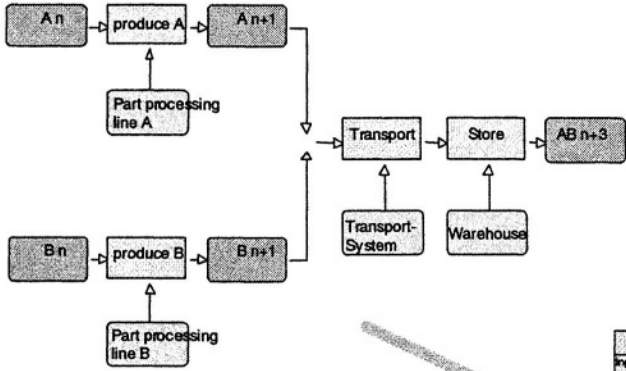 A n
produce A
A n+1
Part processing
line A
Transport
Store
AB n+3
Transport-
System
Warehouse
B n
produce B
B n+1
Part processing
line B